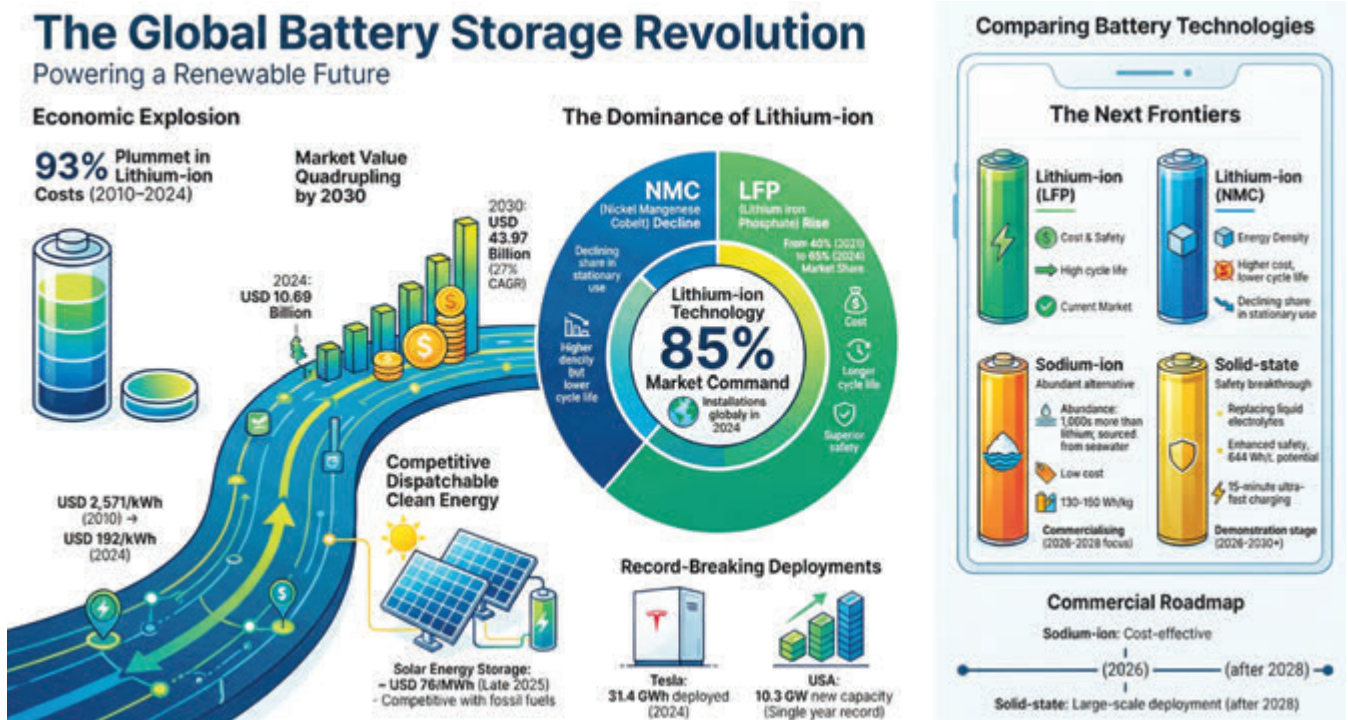 The Global Battery Storage Revolution
Powering a Renewable Future
Economic Explosion
93% Plummet in
Lithium-ion
Costs (2010–2024)
Market Value
Quadrupling
by 2030
2024:
USD 10.69
Billion
2030:
USD
43.97
Billion
(27%
CAGR)
USD 2,571/kWh
(2010) →
USD 192/kWh
(2024)
Competitive
Dispatchable
Clean Energy
Solar Energy Storage:
~ USD 76/MWh (Late 2025)
- Competitive with fossil fuels
The Dominance of Lithium-ion
NMC
(Nickel Mangenese
Cobelt) Decline
Declining
share in
stationary
use
Higher
dencity
but
lower
cycle life
LFP
(Lithium Iron
Phosphate) Rise
From 40% (2021)
to 65% (2024)
Market Share
Cost
Longer
cycle life
Superior
safety
Lithium-ion
Technology
85%
Market Command
Installations
globaly in
2024
Record-Breaking Deployments
Tesla:
31.4 GWh deployed
(2024)
USA:
10.3 GW new capacity
(Single year record)
Comparing Battery Technologies
The Next Frontiers
Lithium-ion
(LFP)
Cost & Safety
High cycle life
Current Market
Lithium-ion
(NMC)
Energy Density
Higher cost,
lower cycle life
Declining share
in stationary use
Sodium-ion
Abundant alternative
Abundance:
1,000s more than
lithium; sourced
from seawater
Low cost
130-150 Wh/kg
Commercialising
(2026-2028 focus)
Solid-state
Safety breakthrough
Replacing liquid
electrolytes
Enhanced safety,
644 Wh/L potential
15-minute ultra-
fast charging
Demonstration stage
(2026-2030+)
Commercial Roadmap
Sodium-ion: Cost-effective
(2026)
(after 2028)
Solid-state: Large-scale deployment (after 2028)